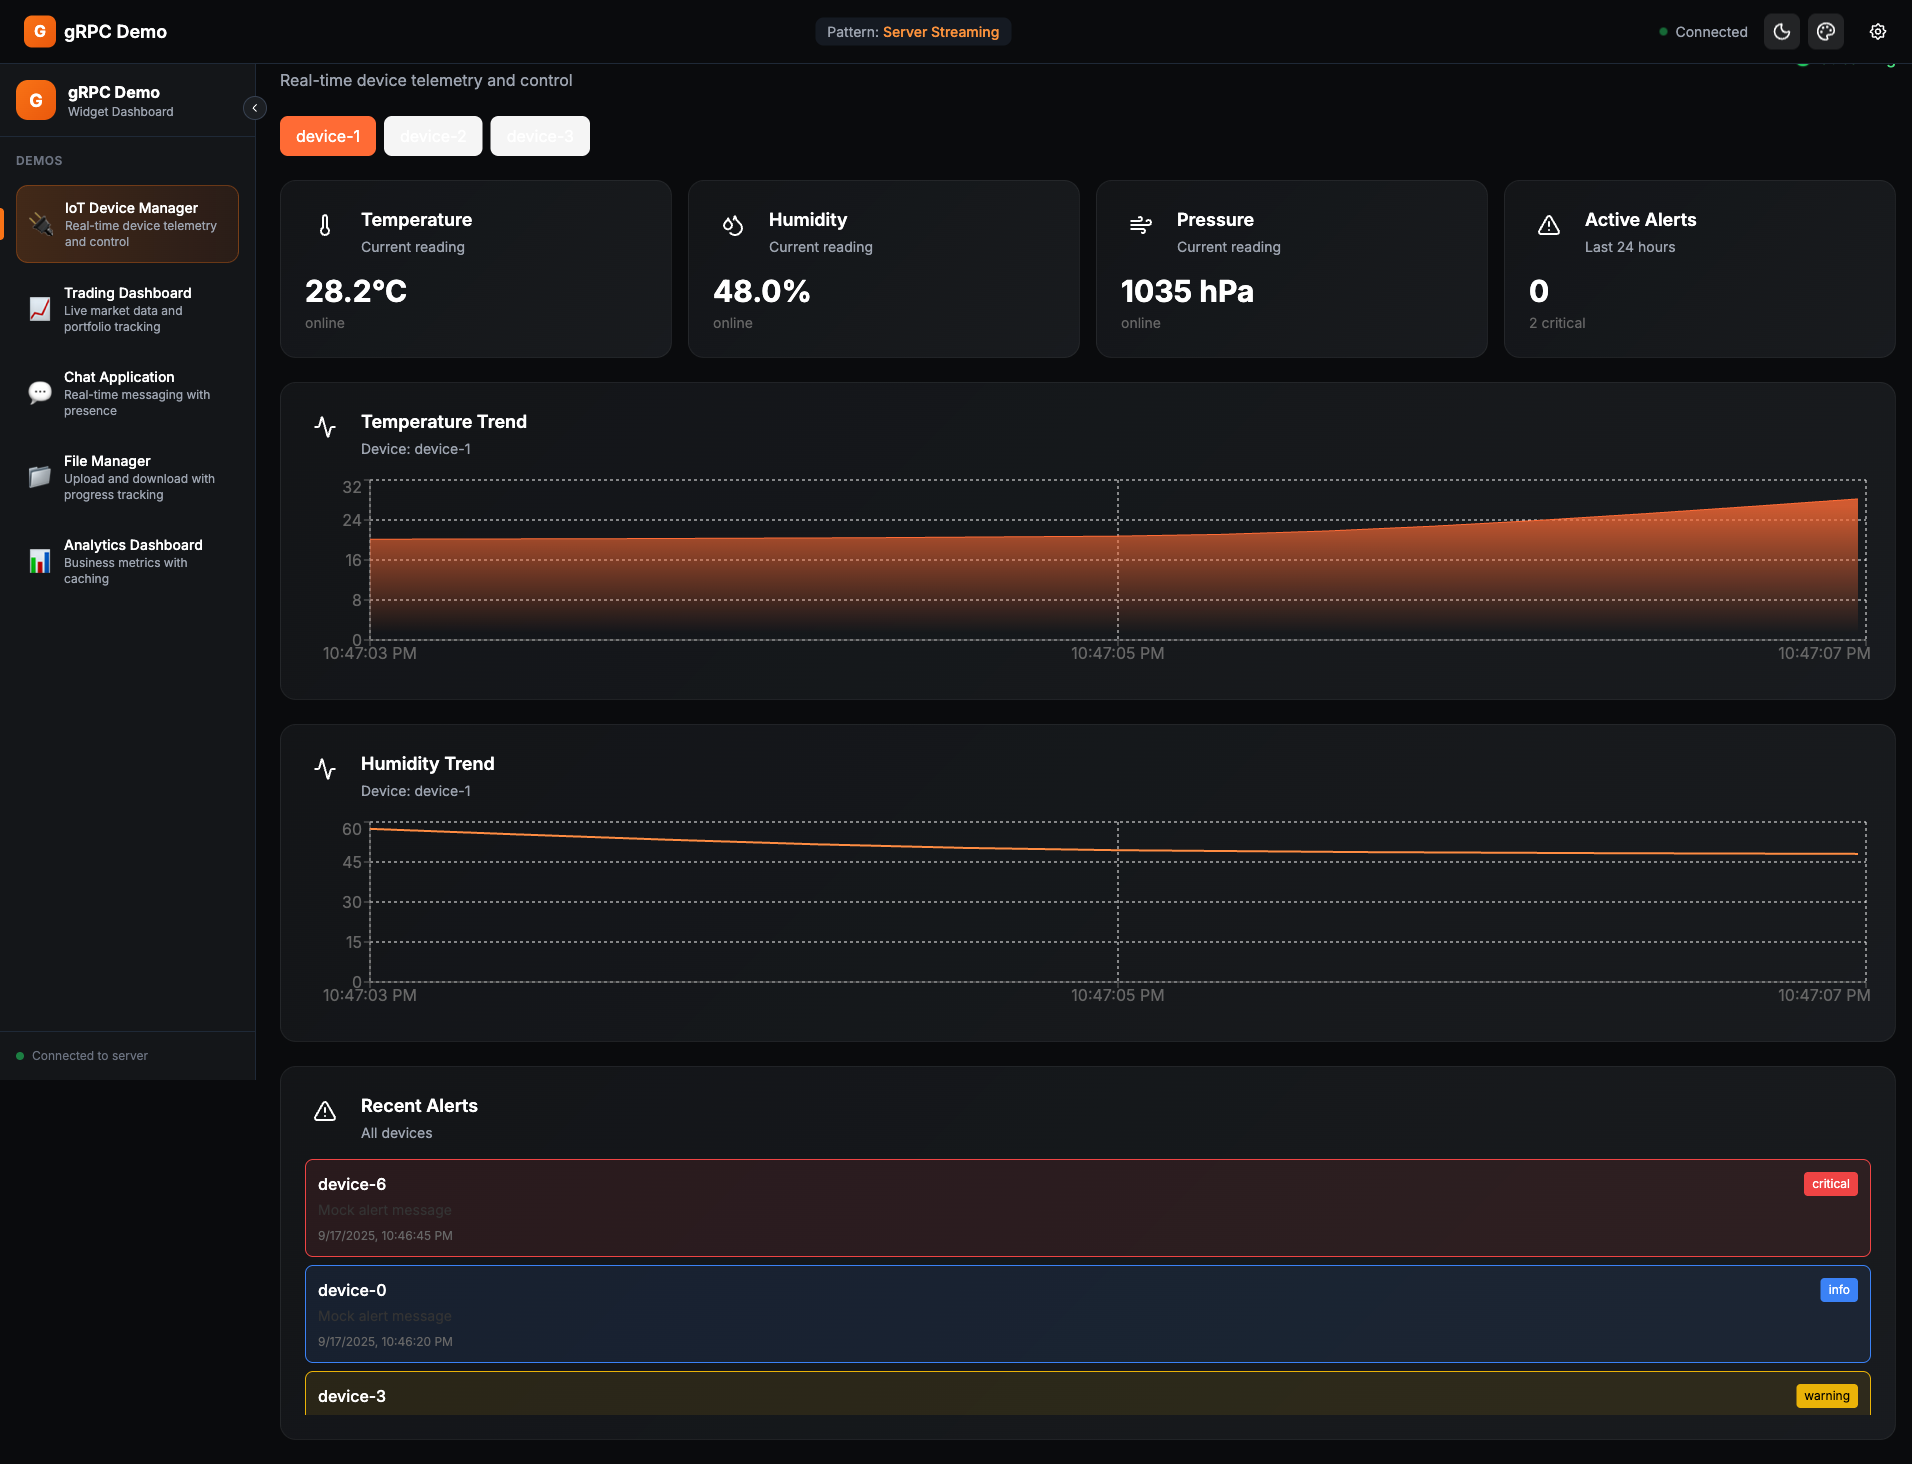 G gRPC Demo
Pattern: Server Streaming
Connected
G
gRPC Demo
Widget Dashboard
DEMOS
IoT Device Manager
Real-time device telemetry
and control
Trading Dashboard
Live market data and
portfolio tracking
Chat Application
Real-time messaging with
presence
File Manager
Upload and download with
progress tracking
Analytics Dashboard
Business metrics with
caching
Connected to server
Real-time device telemetry and control
device-1 device-2 device-3
Temperature
Current reading
28.2°C
online
Humidity
Current reading
48.0%
online
Pressure
Current reading
1035 hPa
online
Active Alerts
Last 24 hours
0
2 critical
Temperature Trend
Device: device-1
32
24
16
8
0
10:47:03 PM 10:47:05 PM 10:47:07 PM
Humidity Trend
Device: device-1
60
45
30
15
0
10:47:03 PM 10:47:05 PM 10:47:07 PM
Recent Alerts
All devices
device-6 critical
Mock alert message
9/17/2025, 10:46:45 PM
device-0 info
Mock alert message
9/17/2025, 10:46:20 PM
device-3 warning